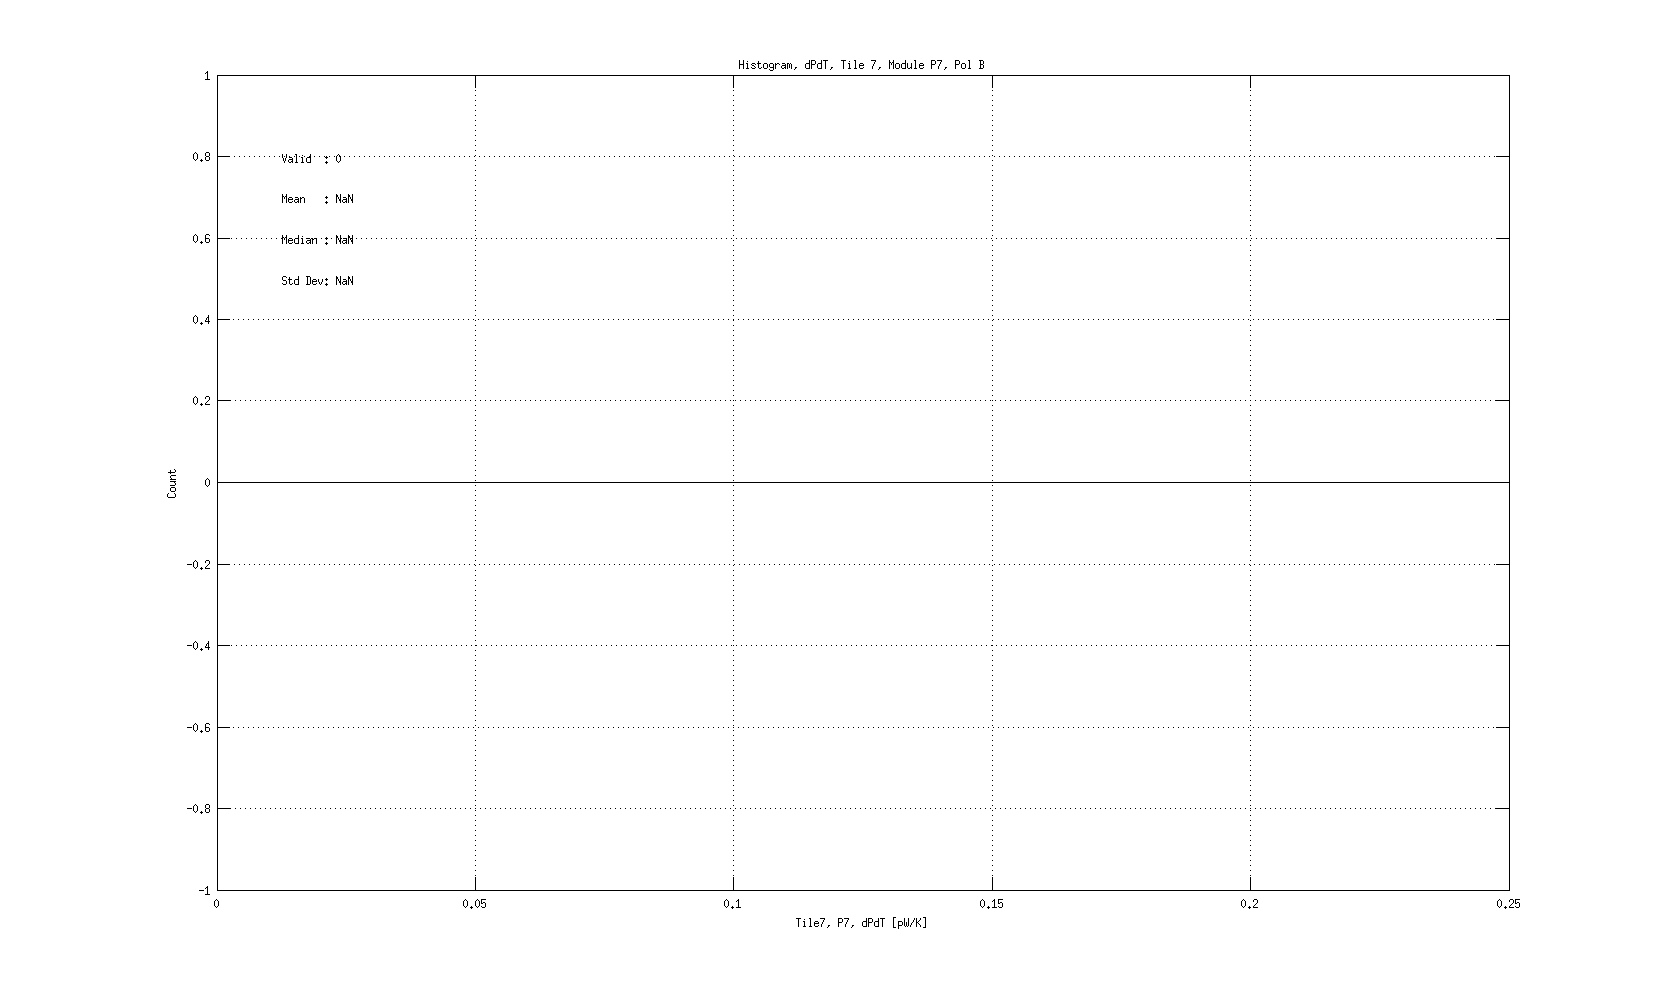 Histogram, dPdT, Tile 7, Module P7, Pol B
1
0.8
Valid : 0
Mean : NaN
0.6
Median : NaN
Std Dev: NaN
0.4
0.2
Count
0
-0.2
-0.4
-0.6
-0.8
-1
0 0.05 0.1 0.15 0.2 0.25
Tile7, P7, dPdT [pW/K]